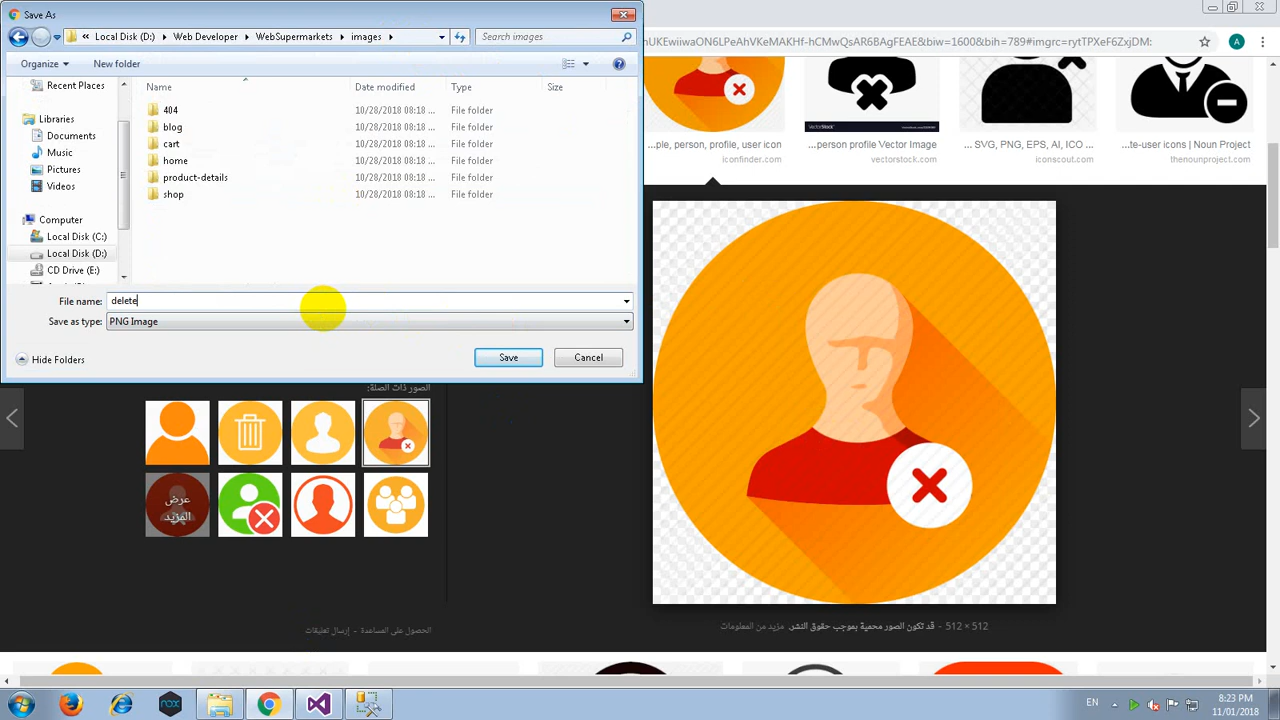 Save As
Local Disk (D:) Web Developer WebSupermarkets images Search images
hUKEwiiwaON6LPeAhVKeMAKHf-hCMwQsAR6BAgFEAE&biw=1600&bih=789#imgrc=rytTPXeF6ZxjDM:
A
Organize New folder
Name Date modified Type Size
Recent Places
Libraries
Documents
Music
Pictures
Videos
Computer
Local Disk (C:)
Local Disk (D:)
CD Drive (E:)
404 10/28/2018 08:18 ... File folder
blog 10/28/2018 08:18 ... File folder
cart 10/28/2018 08:18 ... File folder
home 10/28/2018 08:18 ... File folder
product-details 10/28/2018 08:18 ... File folder
shop 10/28/2018 08:18 ... File folder
File name: delete
Save as type: PNG Image
Hide Folders Save Cancel
VectorStock
...ple, person, profile, user icon
iconfinder.com
...person profile Vector Image
vectorstock.com
... SVG, PNG, EPS, AI, ICO ...
iconscout.com
...te-user icons | Noun Project
thenounproject.com
الصور ذات الصلة:
عرض
المَزيد
512 × 512 - قد تكون الصور محمية بموجب حقوق النشر. مزيد من المعلومات
الحصول على المساعدة - إرسال تعليقات
nox
EN
8:23 PM
11/01/2018